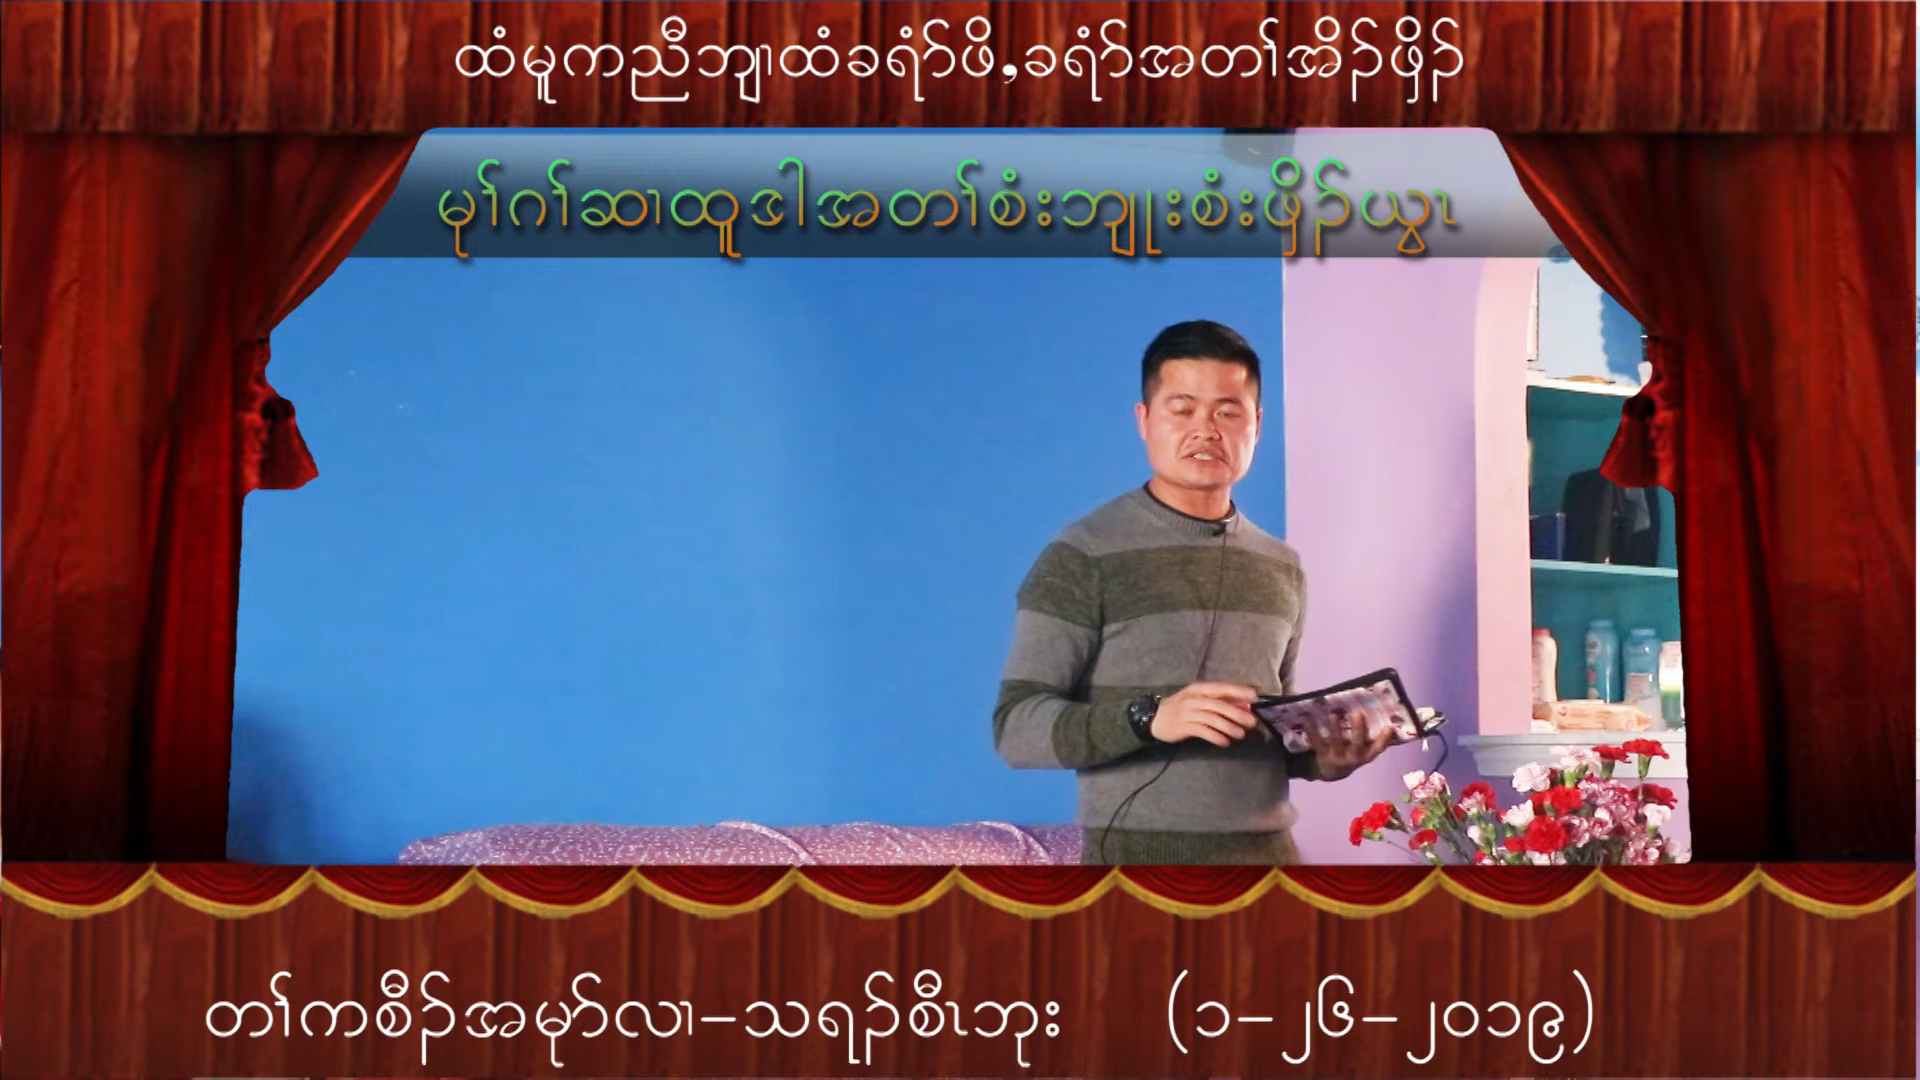 ထံမူကညီဘျၢထံခရံာ်ဖိ,ခရံာ်အတၢ်အိၣ်ဖှိၣ်
မုၢ်ဂၢ်ဆၢထူဒါအတၢ်စံးဘျုးစံးဖှိၣ်ယွၤ
တၢ်ကစီၣ်အမုာ်လၢ–သရၣ်စီၤဘုး (၁–၂၆–၂၀၁၉)